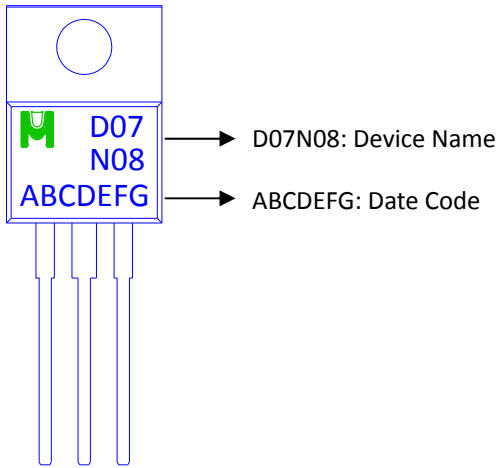 D07
N08
ABCDEFG
D07N08: Device Name
ABCDEFG: Date Code